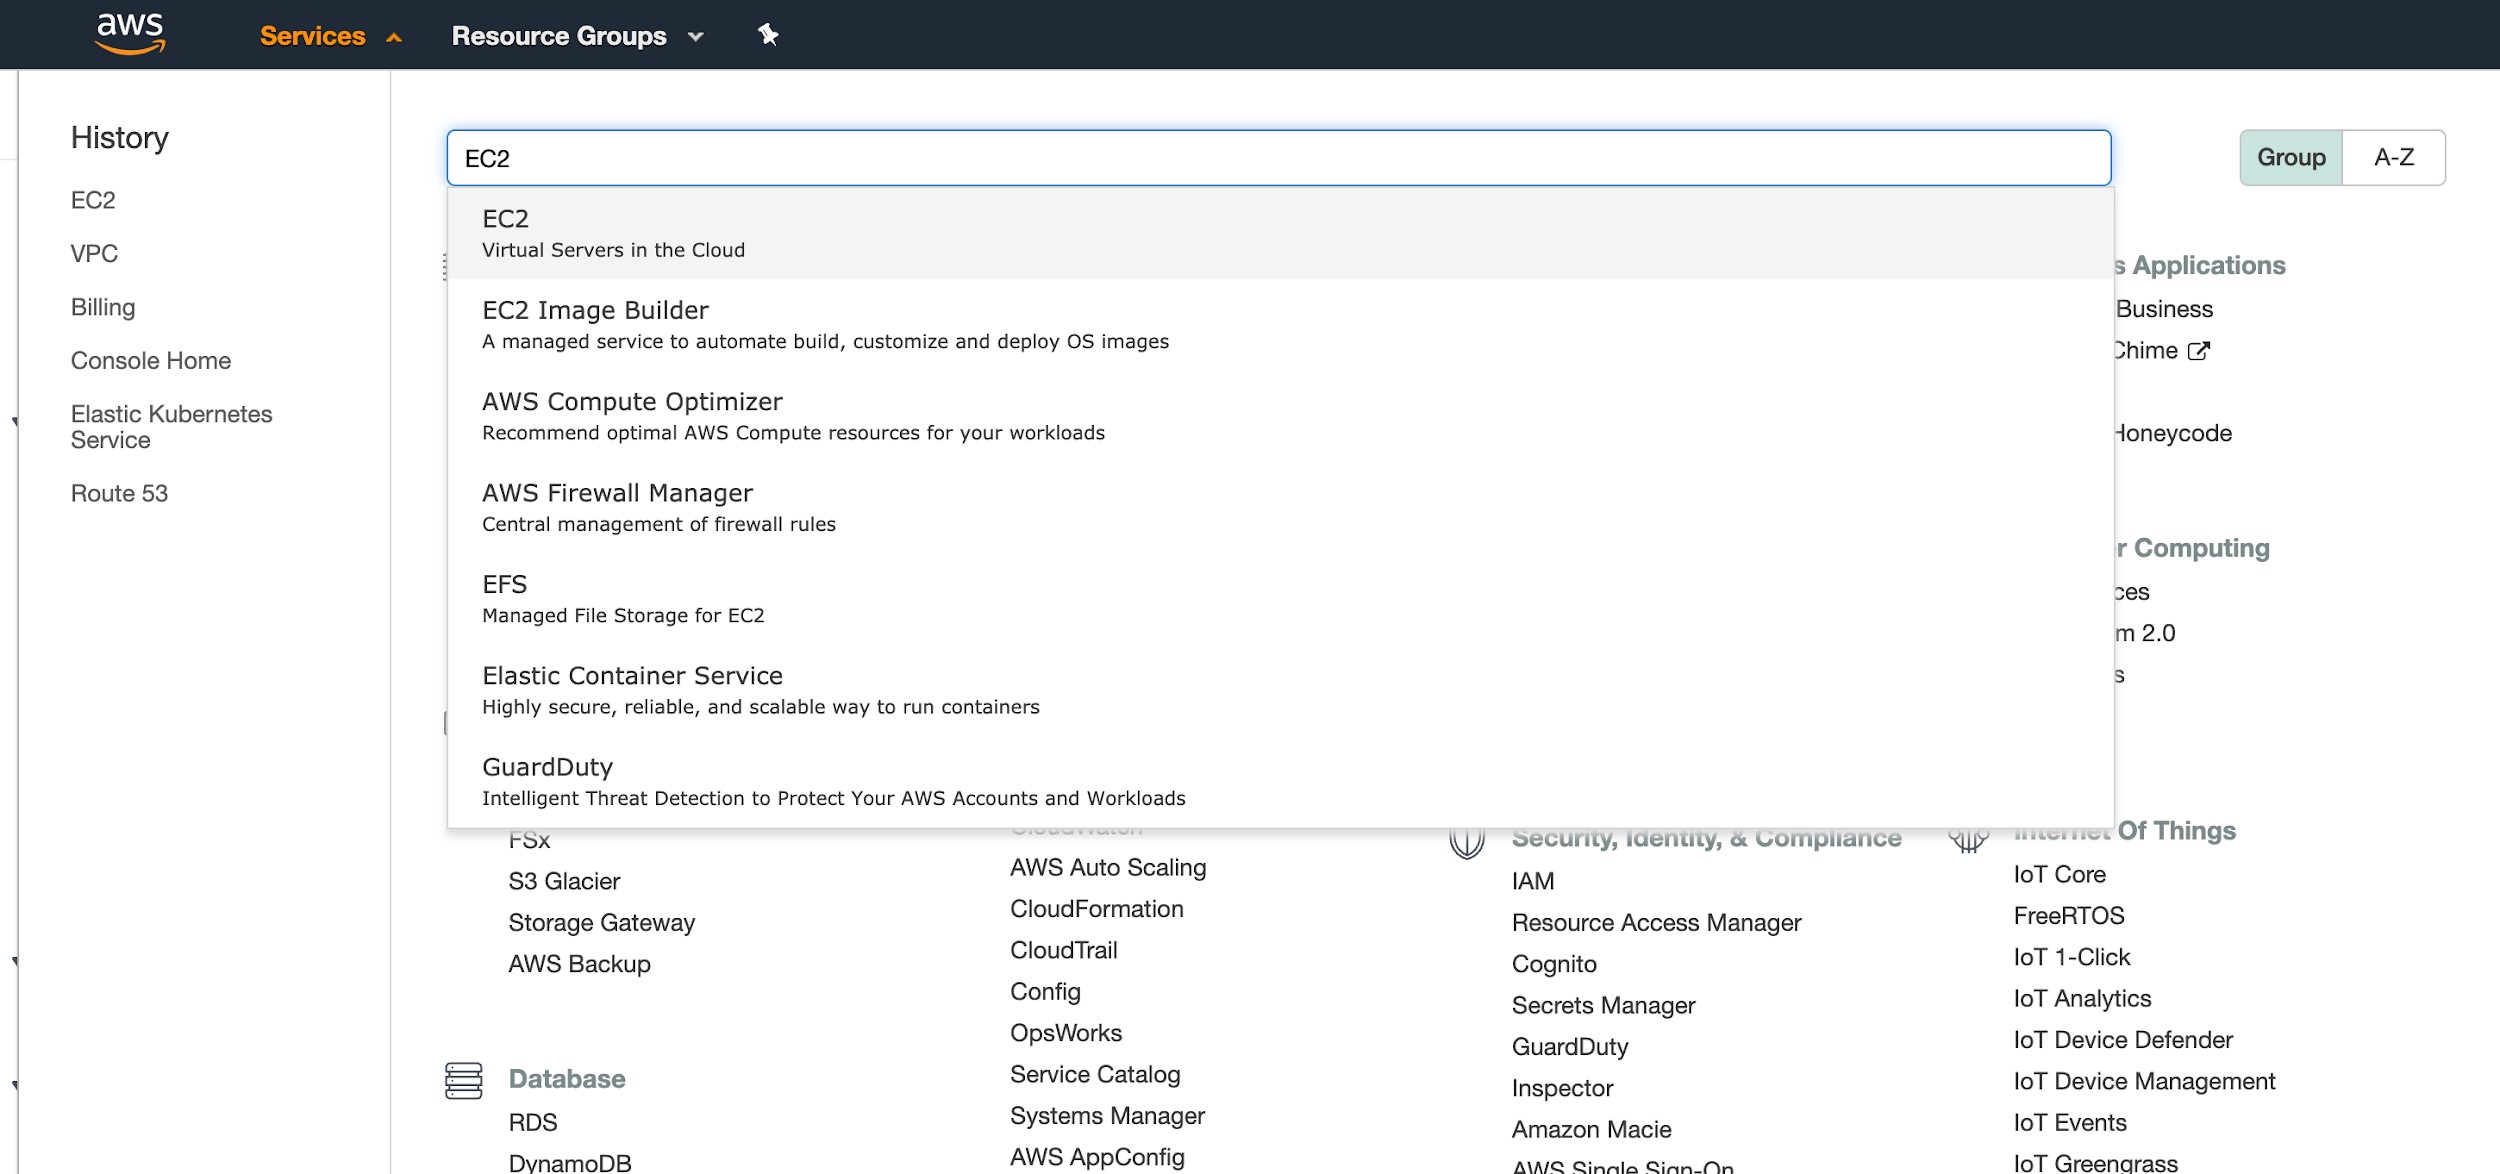 aws
Services
Resource Groups
History
EC2
VPC
Billing
Console Home
Elastic Kubernetes
Service
Route 53
EC2
Group
A-Z
EC2
Virtual Servers in the Cloud
EC2 Image Builder
A managed service to automate build, customize and deploy OS images
AWS Compute Optimizer
Recommend optimal AWS Compute resources for your workloads
AWS Firewall Manager
Central management of firewall rules
EFS
Managed File Storage for EC2
Elastic Container Service
Highly secure, reliable, and scalable way to run containers
GuardDuty
Intelligent Threat Detection to Protect Your AWS Accounts and Workloads
s Applications
Business
Chime
Honeycode
r Computing
ces
m 2.0
s
FSx
S3 Glacier
Storage Gateway
AWS Backup
Database
RDS
DynamoDB
CloudWatch
AWS Auto Scaling
CloudFormation
CloudTrail
Config
OpsWorks
Service Catalog
Systems Manager
AWS AppConfig
Security, Identity, & Compliance
IAM
Resource Access Manager
Cognito
Secrets Manager
GuardDuty
Inspector
Amazon Macie
AWS Single Sign-On
Internet Of Things
IoT Core
FreeRTOS
IoT 1-Click
IoT Analytics
IoT Device Defender
IoT Device Management
IoT Events
IoT Greengrass